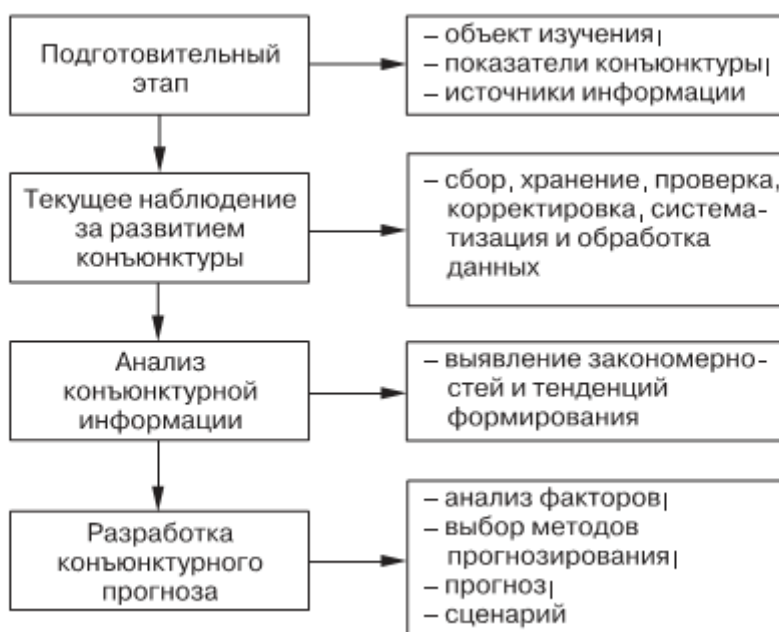 Подготовительный
этап
– объект изучения|
– показатели конъюнктуры|
– источники информации
Текущее наблюдение
за развитием
конъюнктуры
– сбор, хранение, проверка,
корректировка, система-
тизация и обработка
данных
Анализ
конъюнктурной
информации
– выявление закономерно-
стей и тенденций
формирования
Разработка
конъюнктурного
прогноза
– анализ факторов|
– выбор методов
прогнозирования|
– прогноз|
– сценарий